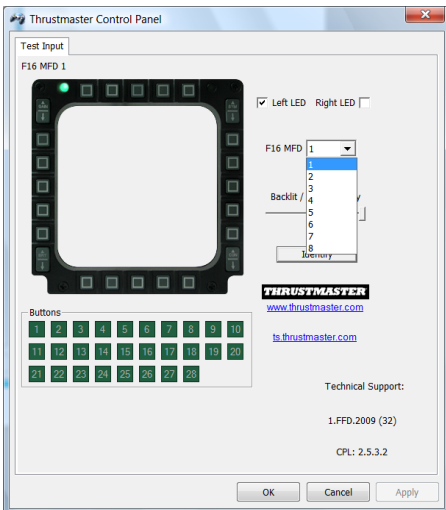 Thrustmaster Control Panel
Test Input
F16 MFD 1
Left LED Right LED
F16 MFD 1
1
2
3
4
5
6
7
8
Backlit / y
Identify
THRUSTMASTER
www.thrustmaster.com
ts.thrustmaster.com
Buttons
1 2 3 4 5 6 7 8 9 10
11 12 13 14 15 16 17 18 19 20
21 22 23 24 25 26 27 28
Technical Support:
1.FFD.2009 (32)
CPL: 2.5.3.2
OK Cancel Apply